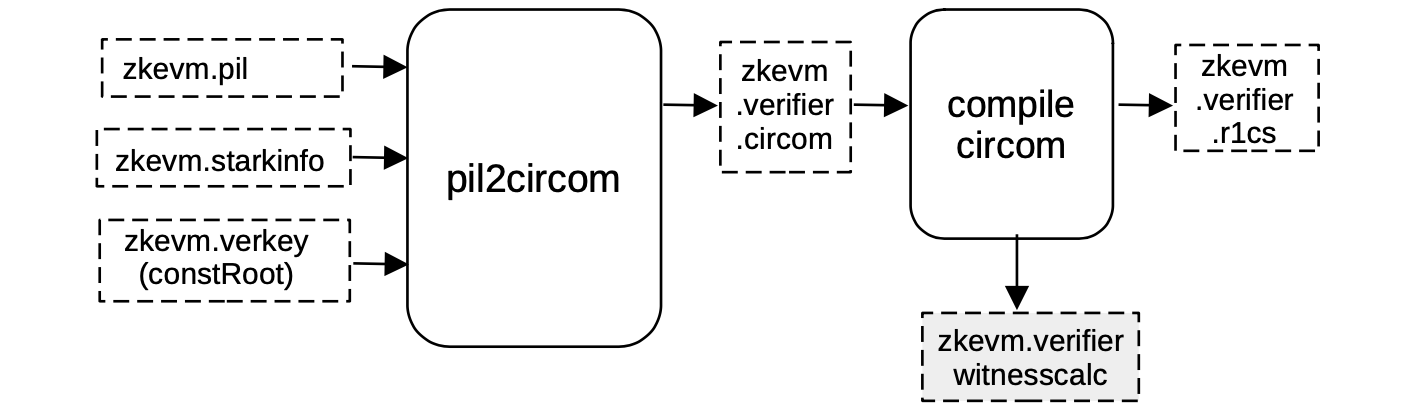 zkevm.pil
zkevm.starkinfo
zkevm.verkey
(constRoot)
pil2circom
zkevm
.verifier
.circom
compile
circom
zkevm
.verifier
.r1cs
zkevm.verifier
witnesscalc